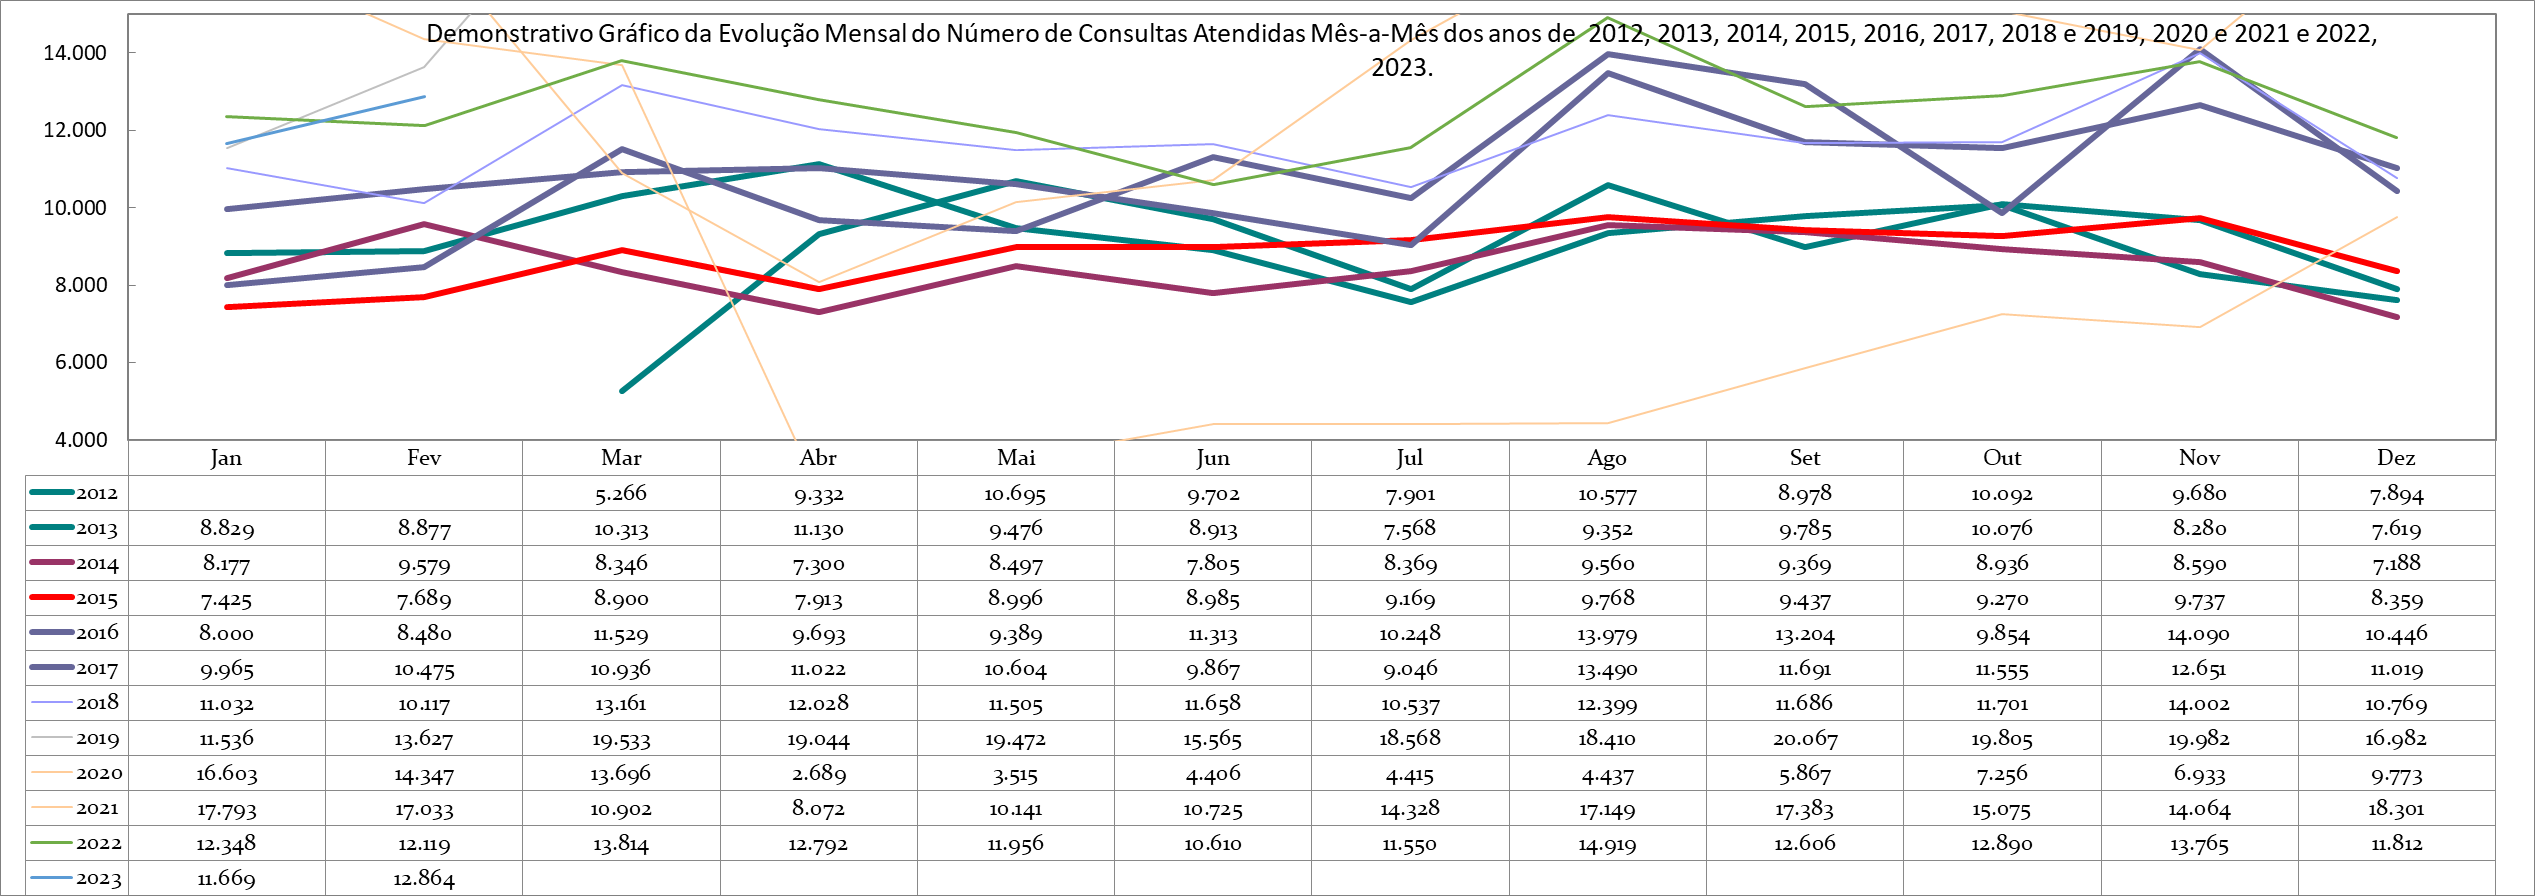 Demonstrativo Gráfico da Evolução Mensal do Número de Consultas Atendidas Mês-a-Mês dos anos de 2012, 2013, 2014, 2015, 2016, 2017, 2018 e 2019, 2020 e 2021 e 2022,
2023.
14.000
12.000
10.000
8.000
6.000
4.000
Jan Fev Mar Abr Mai Jun Jul Ago Set Out Nov Dez
2012 5.266 9.332 10.695 9.702 7.901 10.577 8.978 10.092 9.680 7.894
2013 8.829 8.877 10.313 11.130 9.476 8.913 7.568 9.352 9.785 10.076 8.280 7.619
2014 8.177 9.579 8.346 7.300 8.497 7.805 8.369 9.560 9.369 8.936 8.590 7.188
2015 7.425 7.689 8.900 7.913 8.996 8.985 9.169 9.768 9.437 9.270 9.737 8.359
2016 8.000 8.480 11.529 9.693 9.389 11.313 10.248 13.979 13.204 9.854 14.090 10.446
2017 9.965 10.475 10.936 11.022 10.604 9.867 9.046 13.490 11.691 11.555 12.651 11.019
2018 11.032 10.117 13.161 12.028 11.505 11.658 10.537 12.399 11.686 11.701 14.002 10.769
2019 11.536 13.627 19.533 19.044 19.472 15.565 18.568 18.410 20.067 19.805 19.982 16.982
2020 16.603 14.347 13.696 2.689 3.515 4.406 4.415 4.437 5.867 7.256 6.933 9.773
2021 17.793 17.033 10.902 8.072 10.141 10.725 14.328 17.149 17.383 15.075 14.064 18.301
2022 12.348 12.119 13.814 12.792 11.956 10.610 11.550 14.919 12.606 12.890 13.765 11.812
2023 11.669 12.864